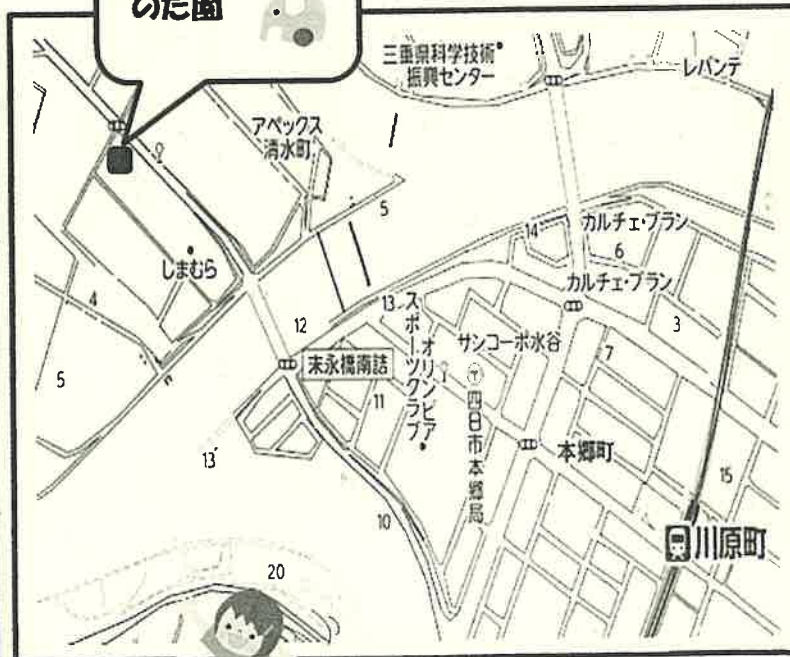 のだ園
三重県科学技術
振興センター
レバンテ
アペックス
清水町
5
14
カルチェ・ブラン
6
しまむら
カルチェ・ブラン
4
13
12
スポーツクラブ
オリンピア
サンコーポ水谷
3
7
末永橋南詰
5
11
四日市本郷局
本郷町
13
15
10
川原町
20